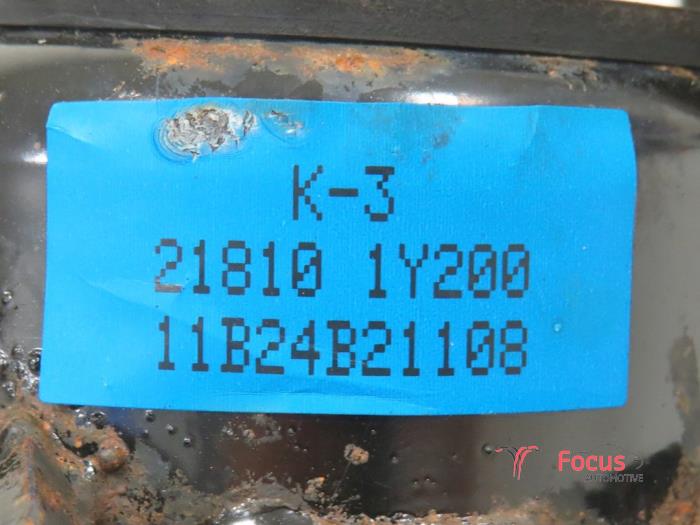 K-3
21810 1Y200
11B24B21108
Focus
AUTOMOTIVE